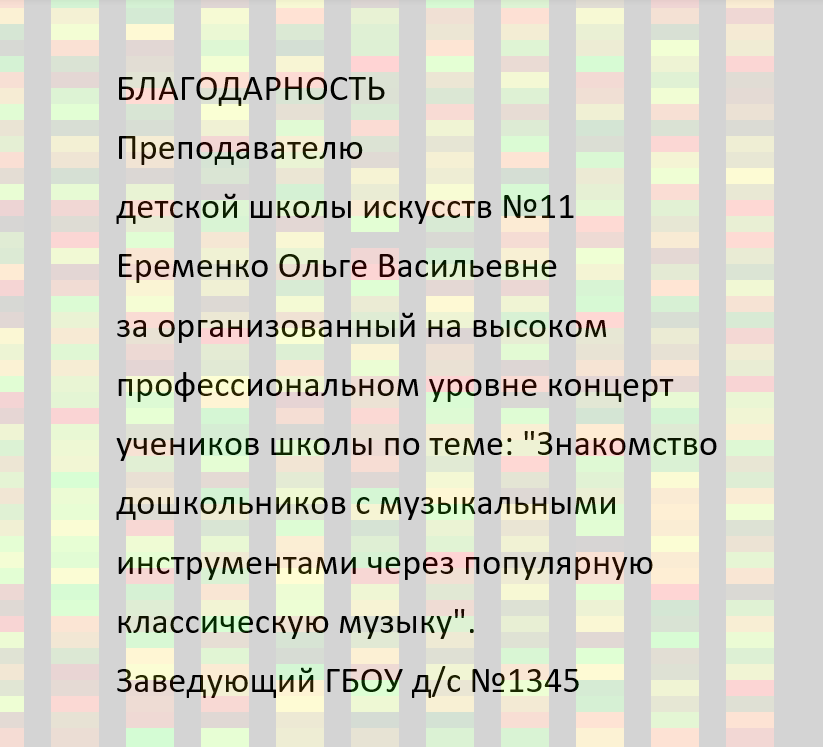 БЛАГОДАРНОСТЬ
Преподавателю
детской школы искусств №11
Еременко Ольге Васильевне
за организованный на высоком
профессиональном уровне концерт
учеников школы по теме: "Знакомство
дошкольников с музыкальными
инструментами через популярную
классическую музыку".
Заведующий ГБОУ д/с №1345